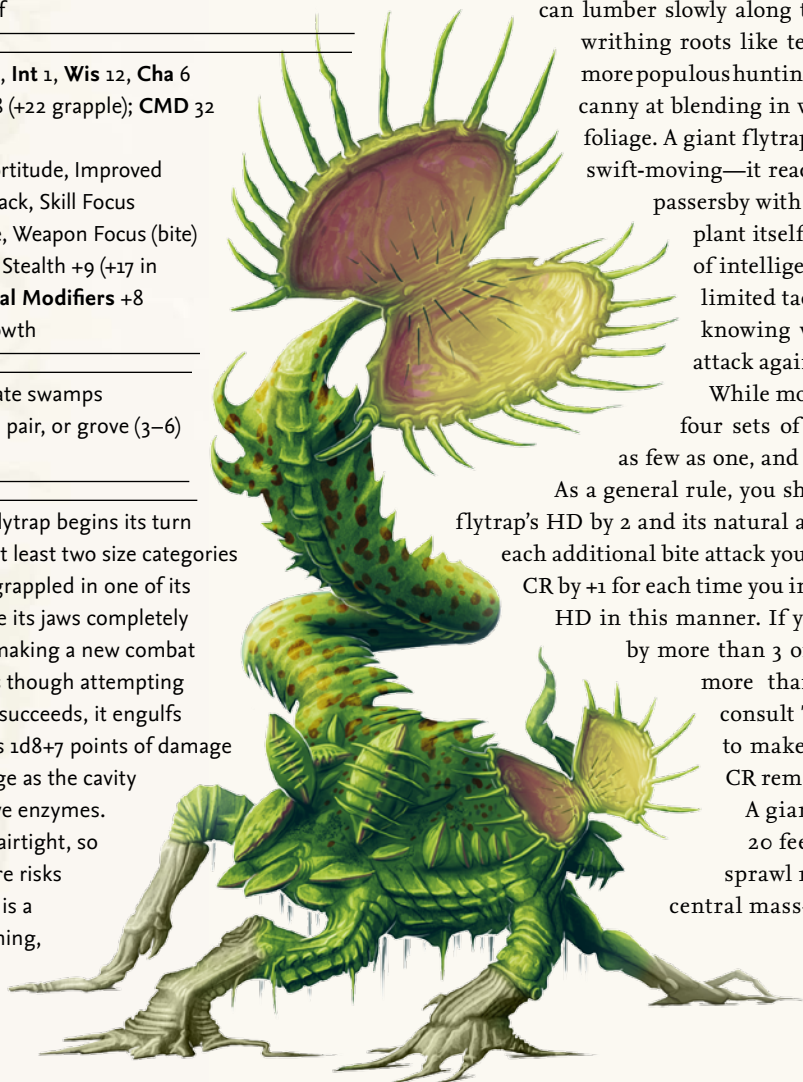 f
, Int 1, Wis 12, Cha 6
(+22 grapple); CMD 32
ortitude, Improved
ack, Skill Focus
, Weapon Focus (bite)
Stealth +9 (+17 in
al Modifiers +8
owth
ate swamps
pair, or grove (3–6)
lytrap begins its turn
t least two size categories
grappled in one of its
e its jaws completely
making a new combat
s though attempting
succeeds, it engulfs
s 1d8+7 points of damage
ge as the cavity
ve enzymes.
airtight, so
re risks
is a
ning,
can lumber slowly along t
writhing roots like te
more populous huntin
canny at blending in w
foliage. A giant flytrap
swift-moving—it reac
passersby with
plant itself
of intellige
limited tac
knowing w
attack again
While mo
four sets of
as few as one, and
As a general rule, you sh
flytrap's HD by 2 and its natural a
each additional bite attack you
CR by +1 for each time you in
HD in this manner. If y
by more than 3 o
more than
consult T
to make
CR rem
A gian
20 fee
sprawl 1
central mass